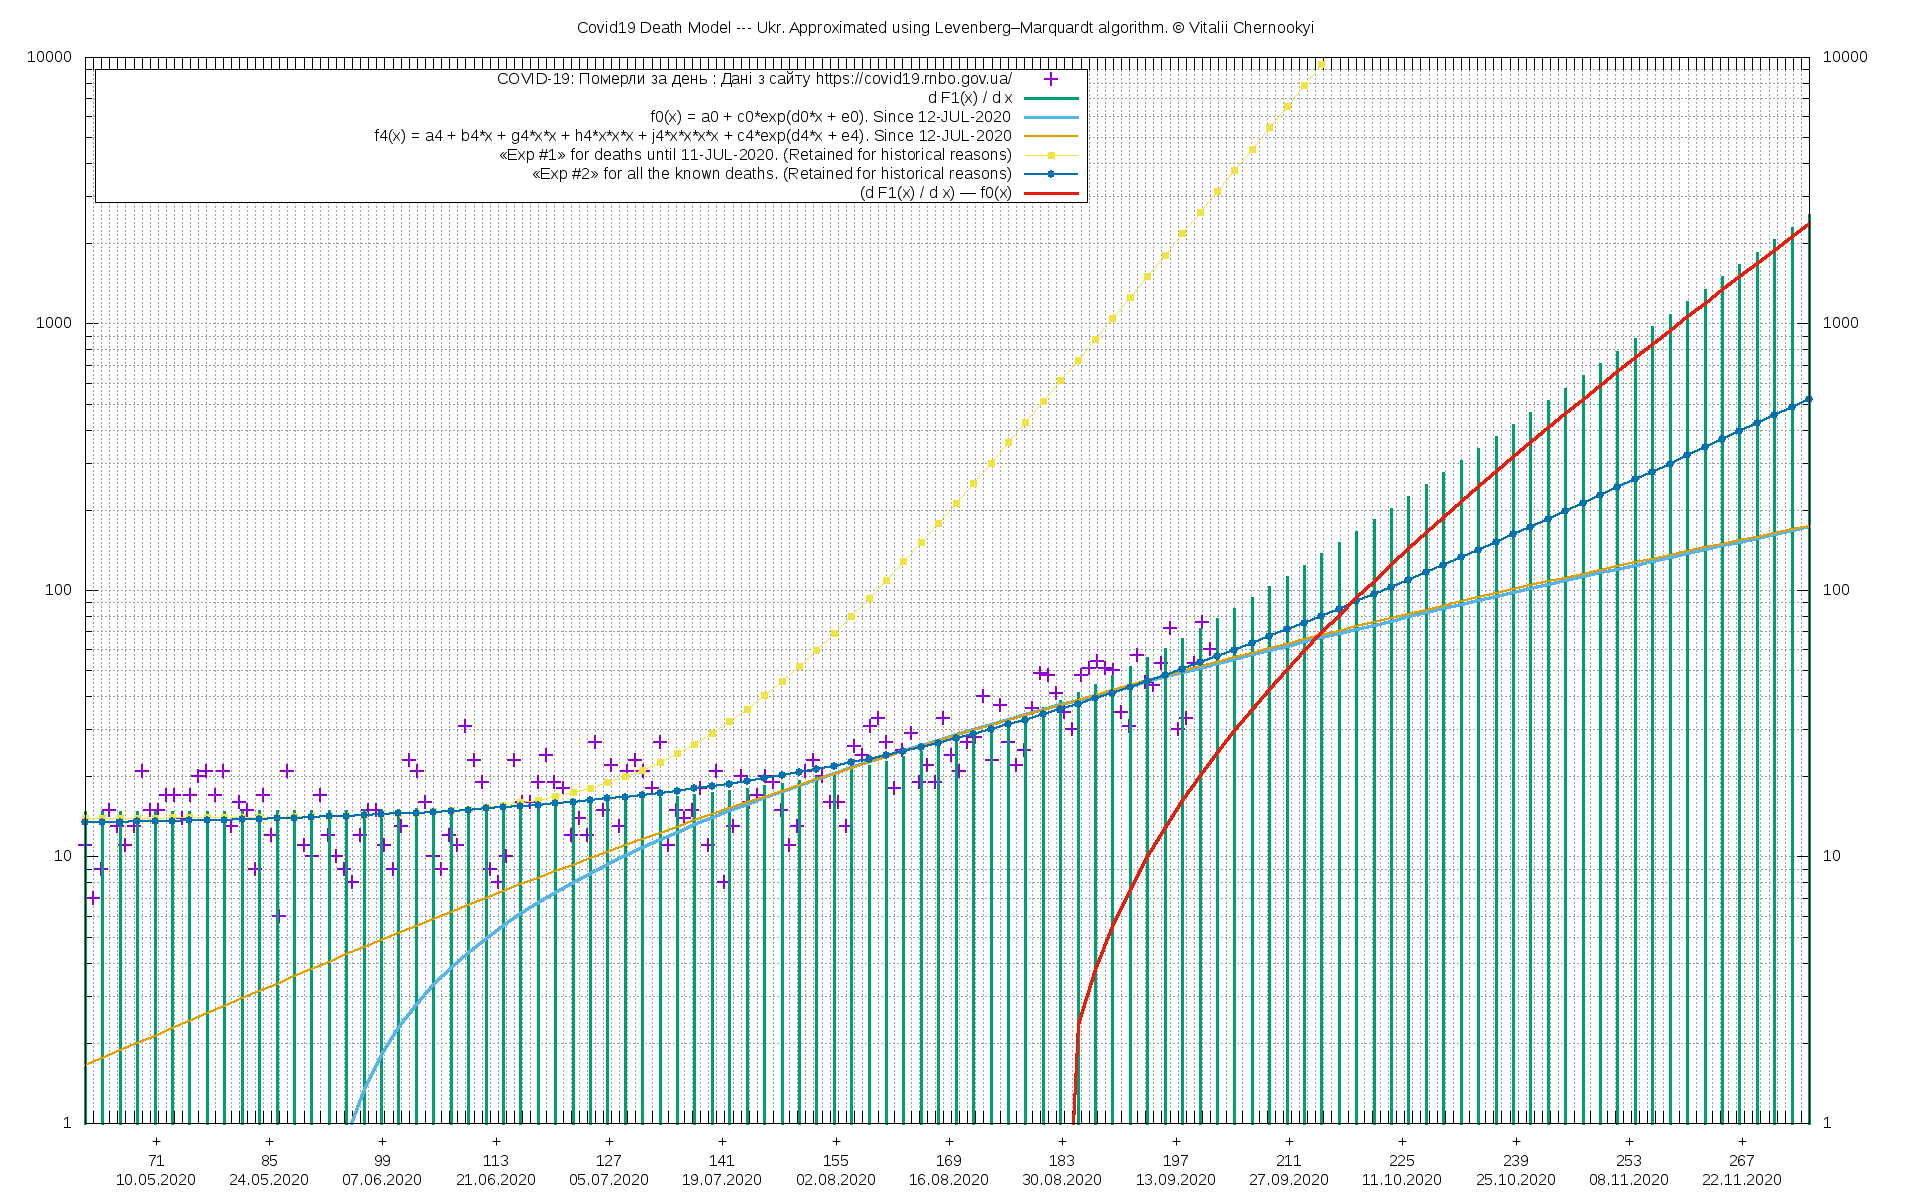 Covid19 Death Model --- Ukr. Approximated using Levenberg–Marquardt algorithm. © Vitalii Chernookyi
10000 10000
COVID-19: Померли за день : Дані з сайту https://covid19.rnbo.gov.ua/
d F1(x) / d x
f0(x) = a0 + c0*exp(d0*x + e0). Since 12-JUL-2020
f4(x) = a4 + b4*x + g4*x*x + h4*x*x*x + j4*x*x*x*x + c4*exp(d4*x + e4). Since 12-JUL-2020
«Exp #1» for deaths until 11-JUL-2020. (Retained for historical reasons)
«Exp #2» for all the known deaths. (Retained for historical reasons)
(d F1(x) / d x) — f0(x)
1000 1000
100 100
10 10
1 1
+ + + + + + + + + + + + + + +
71 85 99 113 127 141 155 169 183 197 211 225 239 253 267
10.05.2020 24.05.2020 07.06.2020 21.06.2020 05.07.2020 19.07.2020 02.08.2020 16.08.2020 30.08.2020 13.09.2020 27.09.2020 11.10.2020 25.10.2020 08.11.2020 22.11.2020